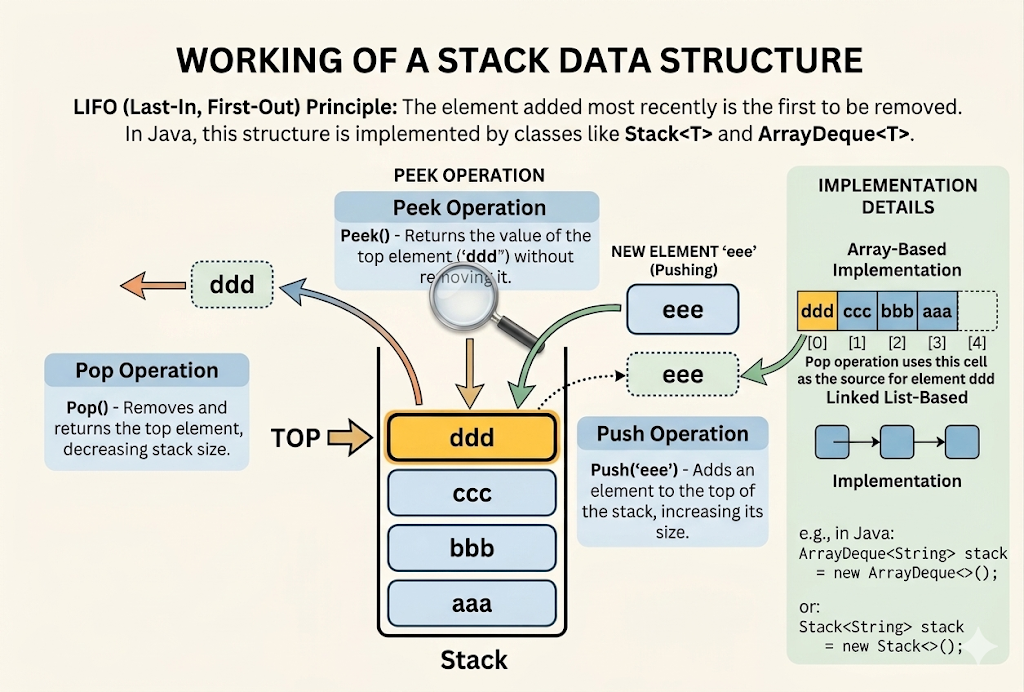 WORKING OF A STACK DATA STRUCTURE
LIFO (Last-In, First-Out) Principle: The element added most recently is the first to be removed.
In Java, this structure is implemented by classes like Stack<T> and ArrayDeque<T>.
PEEK OPERATION
Peek Operation
Peek() - Returns the value of the
top element (‘ddd”) without
removing it.
NEW ELEMENT ‘eee’
(Pushing)
eee
eee
ddd
Pop Operation
Pop() - Removes and
returns the top element,
decreasing stack size.
TOP
ddd
ccc
bbb
aaa
Stack
Push Operation
Push(‘eee’) - Adds an
element to the top of
the stack, increasing its
size.
IMPLEMENTATION
DETAILS
Array-Based
Implementation
ddd ccc bbb aaa
[0] [1] [2] [3] [4]
Pop operation uses this cell
as the source for element ddd
Linked List-Based
Implementation
e.g., in Java:
ArrayDeque<String> stack
= new ArrayDeque<>();
or:
Stack<String> stack
= new Stack<>();